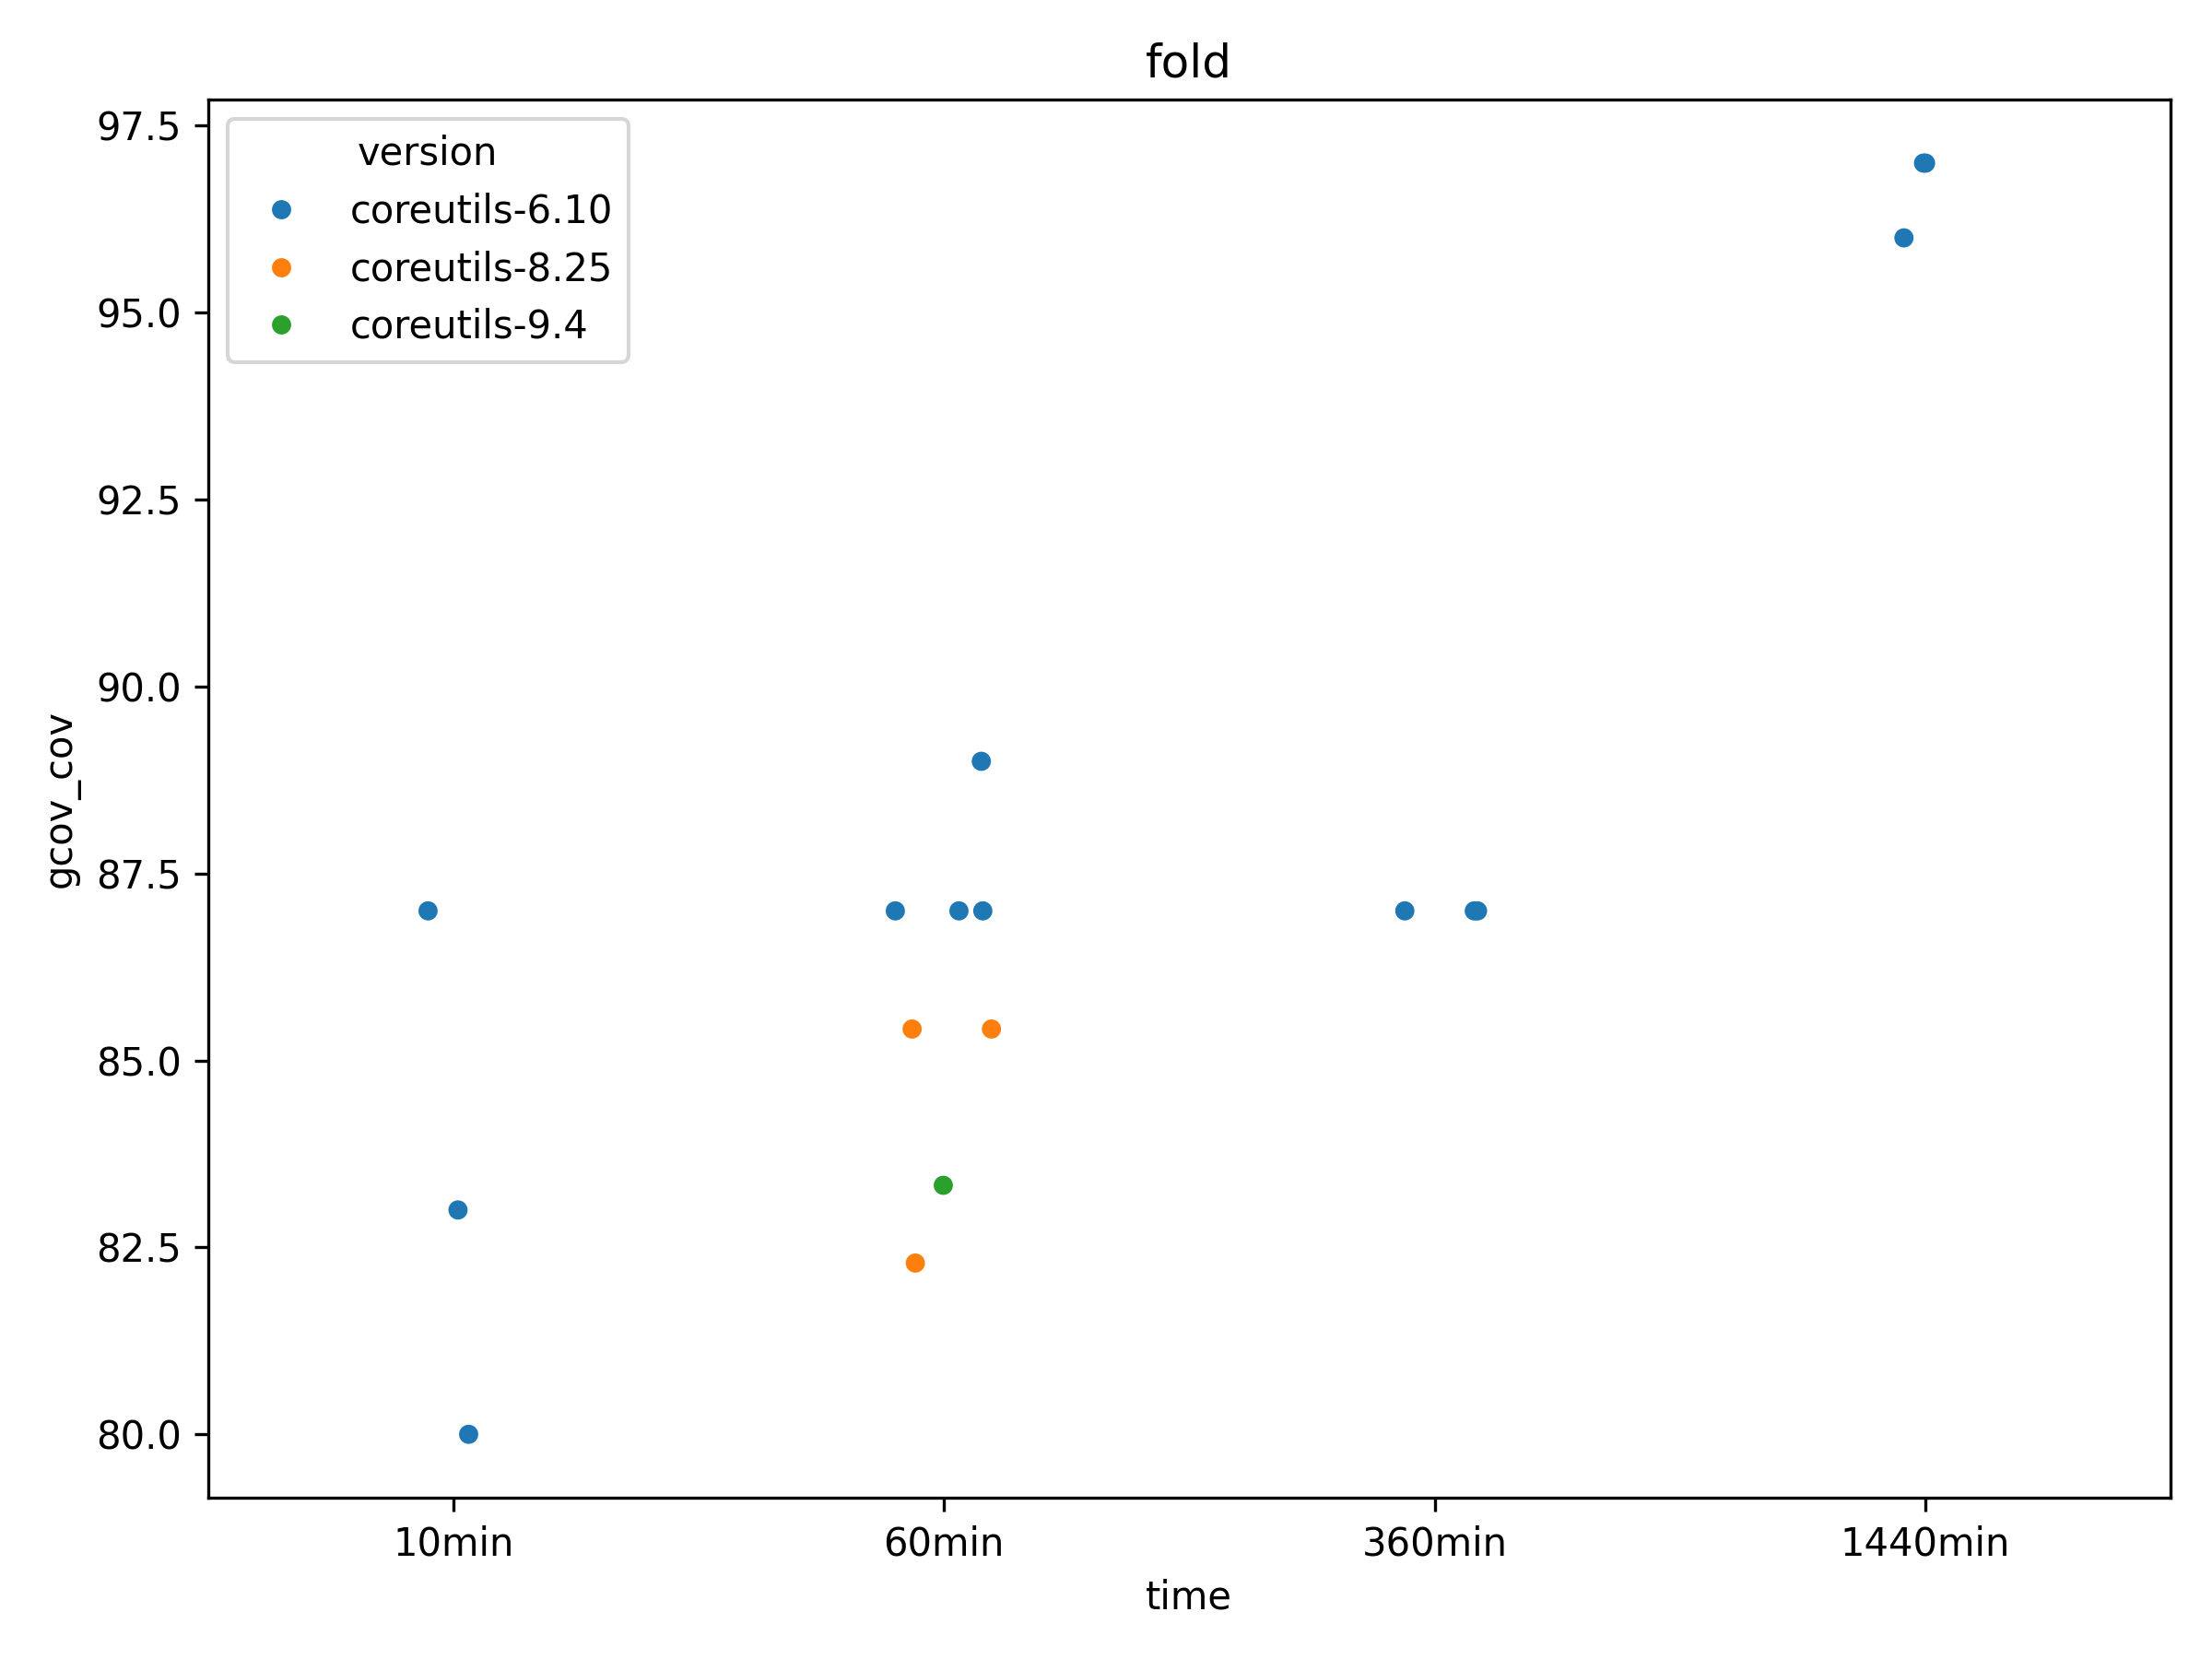 fold
version
coreutils-6.10
coreutils-8.25
coreutils-9.4
97.5
95.0
92.5
90.0
87.5
85.0
82.5
80.0
gcov_cov
10min 60min 360min 1440min
time